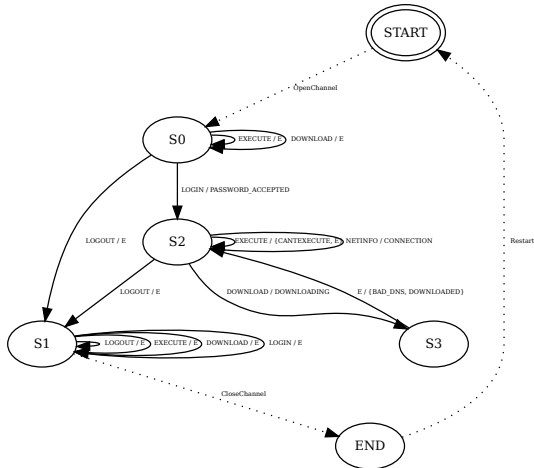 START
OpenChannel
S0
EXECUTE / E
DOWNLOAD / E
LOGIN / PASSWORD_ACCEPTED
LOGOUT / E
S2
EXECUTE / {CANTEXECUTE, E}
NETINFO / CONNECTION
LOGOUT / E
DOWNLOAD / DOWNLOADING
E / {BAD_DNS, DOWNLOADED}
Restart
S1
LOGOUT / E
EXECUTE / E
DOWNLOAD / E
LOGIN / E
S3
CloseChannel
END